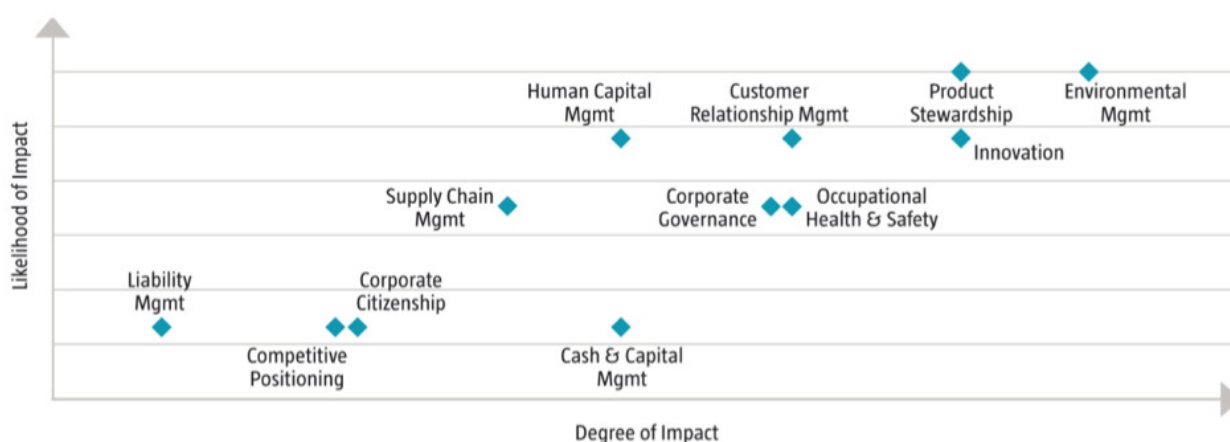 Likelihood of Impact
Human Capital
Mgmt
Customer
Relationship Mgmt
Product
Stewardship
Environmental
Mgmt
Innovation
Supply Chain
Mgmt
Corporate
Governance
Occupational
Health & Safety
Liability
Mgmt
Corporate
Citizenship
Competitive
Positioning
Cash & Capital
Mgmt
Degree of Impact